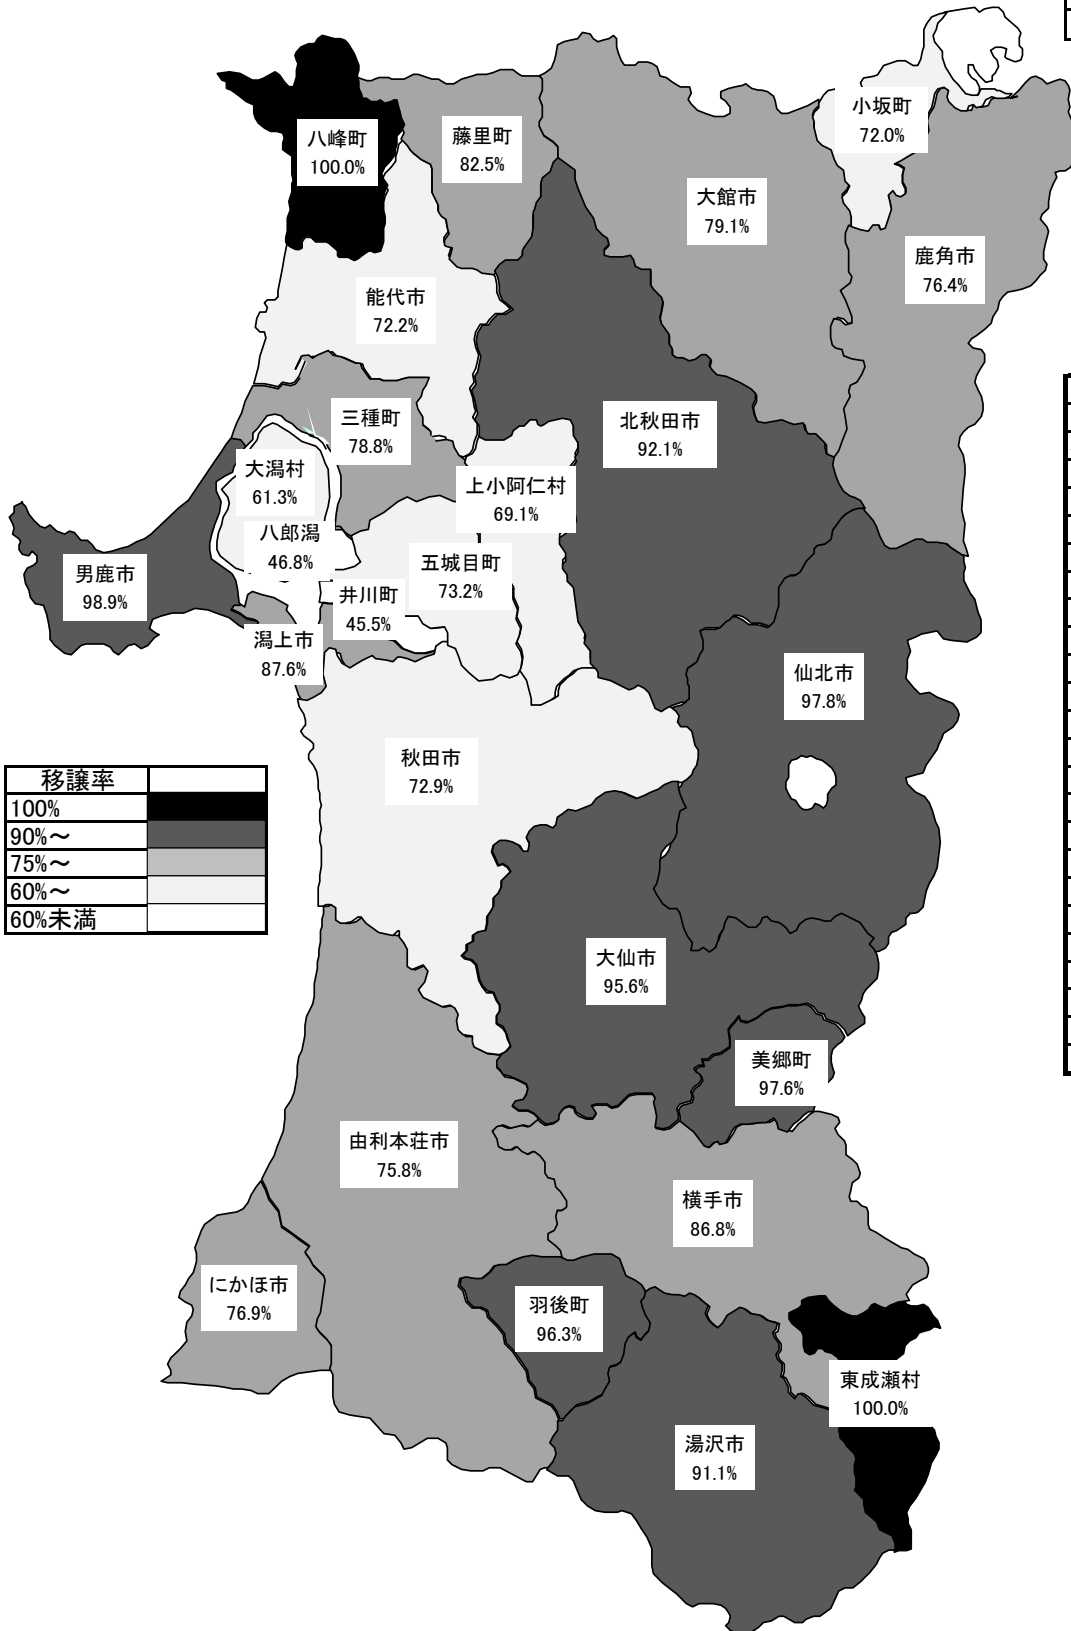 八峰町
100.0%
藤里町
82.5%
小坂町
72.0%
大館市
79.1%
鹿角市
76.4%
能代市
72.2%
三種町
78.8%
北秋田市
92.1%
大潟村
61.3%
上小阿仁村
69.1%
八郎潟
46.8%
五城目町
73.2%
男鹿市
98.9%
井川町
45.5%
潟上市
87.6%
仙北市
97.8%
秋田市
72.9%
移譲率
100%
90%～
75%～
60%～
60%未満
大仙市
95.6%
美郷町
97.6%
由利本荘市
75.8%
横手市
86.8%
にかほ市
76.9%
羽後町
96.3%
東成瀬村
100.0%
湯沢市
91.1%